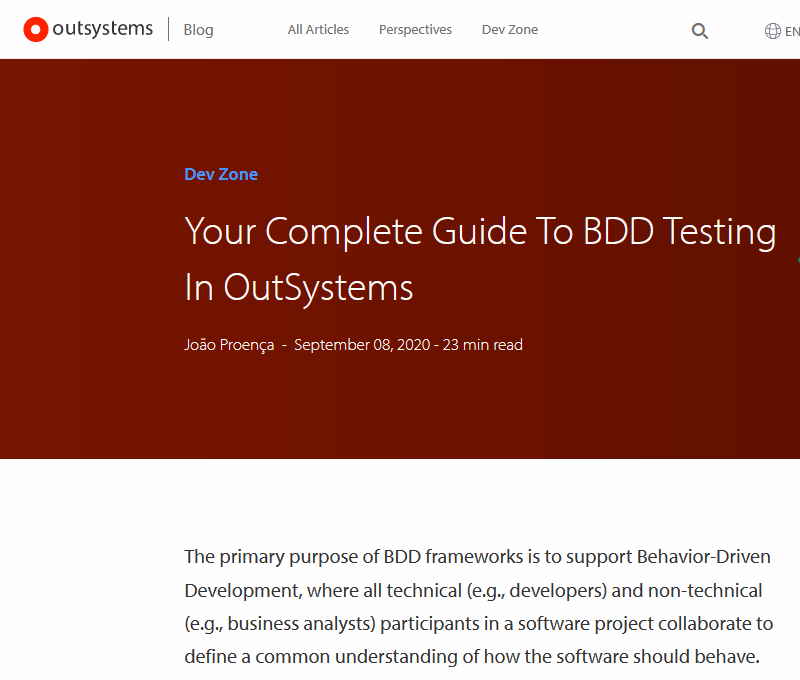 outsystems Blog All Articles Perspectives Dev Zone EN
Dev Zone
Your Complete Guide To BDD Testing
In OutSystems
João Proença - September 08, 2020 - 23 min read
The primary purpose of BDD frameworks is to support Behavior-Driven
Development, where all technical (e.g., developers) and non-technical
(e.g., business analysts) participants in a software project collaborate to
define a common understanding of how the software should behave.